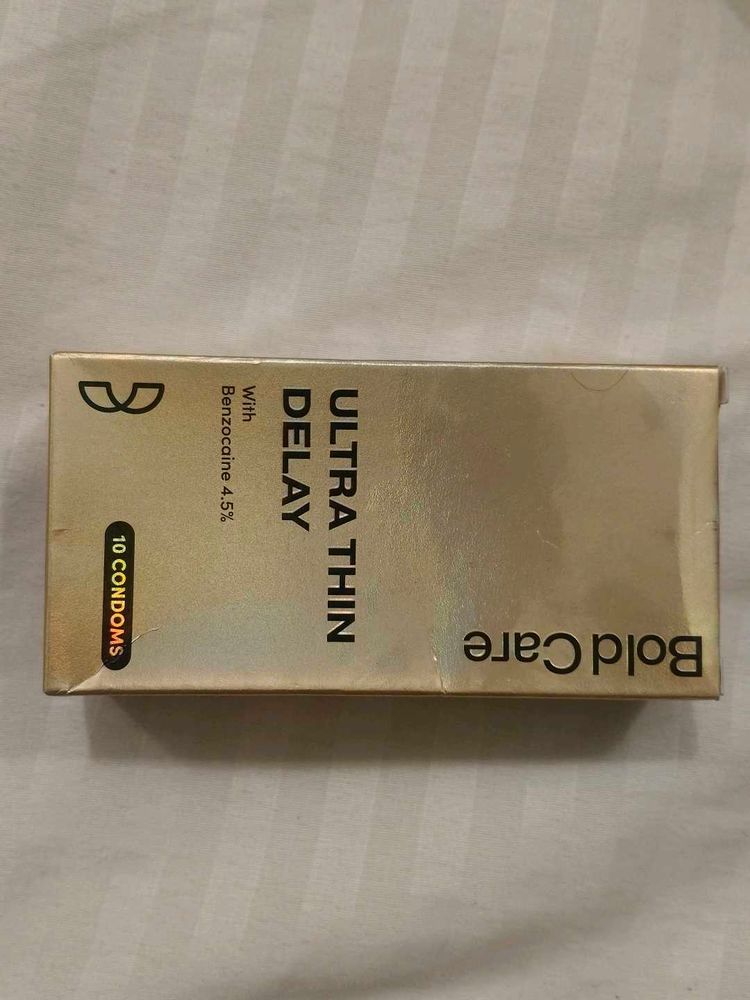 Bold Care
ULTRA THIN
DELAY
With
Benzocaine 4.5%
10 CONDOMS